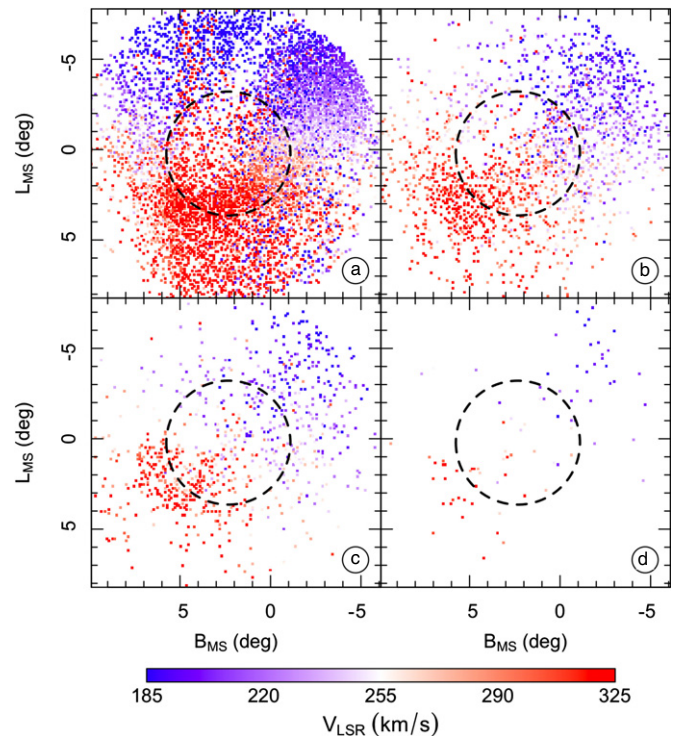 -5
0
5
L_MS (deg)
a
b
-5
0
5
L_MS (deg)
c
d
5 0 -5 5 0 -5
B_MS (deg) B_MS (deg)
185 220 255 290 325
V_LSR (km/s)